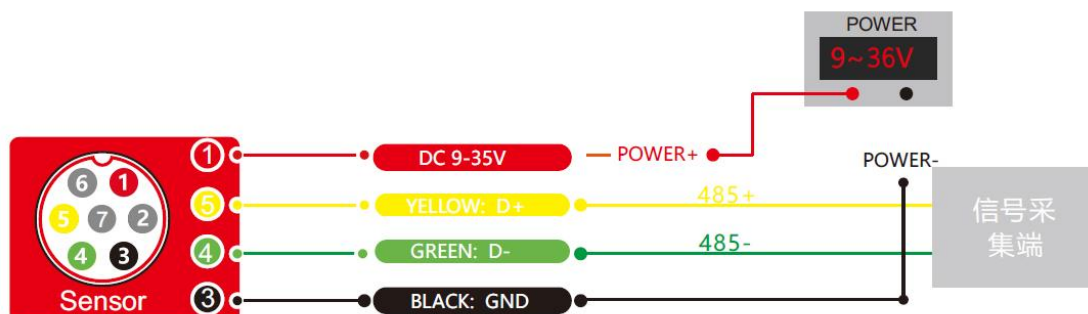 POWER
9~36V
1
DC 9-35V
POWER+
POWER-
6
1
5
YELLOW: D+
485+
信号采
集端
5
7
2
4
GREEN: D-
485-
4
3
3
BLACK: GND
Sensor